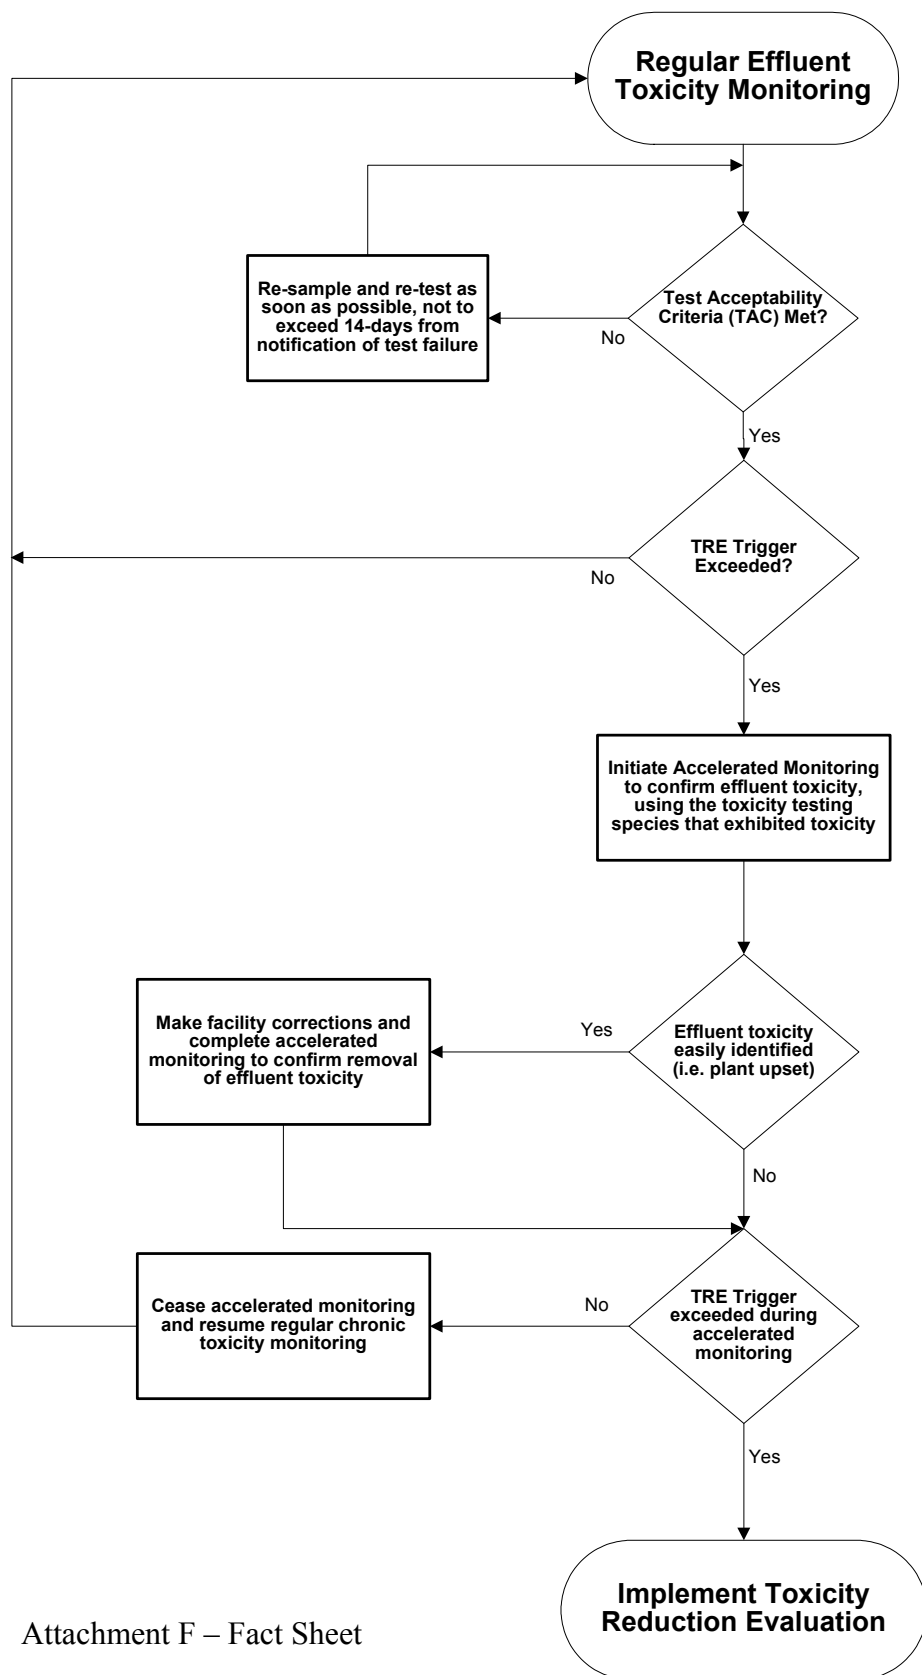 Regular Effluent
Toxicity Monitoring
Re-sample and re-test as
soon as possible, not to
exceed 14-days from
notification of test failure
No
Test Acceptability
Criteria (TAC) Met?
Yes
TRE Trigger
Exceeded?
No
Yes
Initiate Accelerated Monitoring
to confirm effluent toxicity,
using the toxicity testing
species that exhibited toxicity
Make facility corrections and
complete accelerated
monitoring to confirm removal
of effluent toxicity
Yes
Effluent toxicity
easily identified
(i.e. plant upset)
No
Cease accelerated monitoring
and resume regular chronic
toxicity monitoring
No
TRE Trigger
exceeded during
accelerated
monitoring
Yes
Implement Toxicity
Reduction Evaluation
Attachment F – Fact Sheet